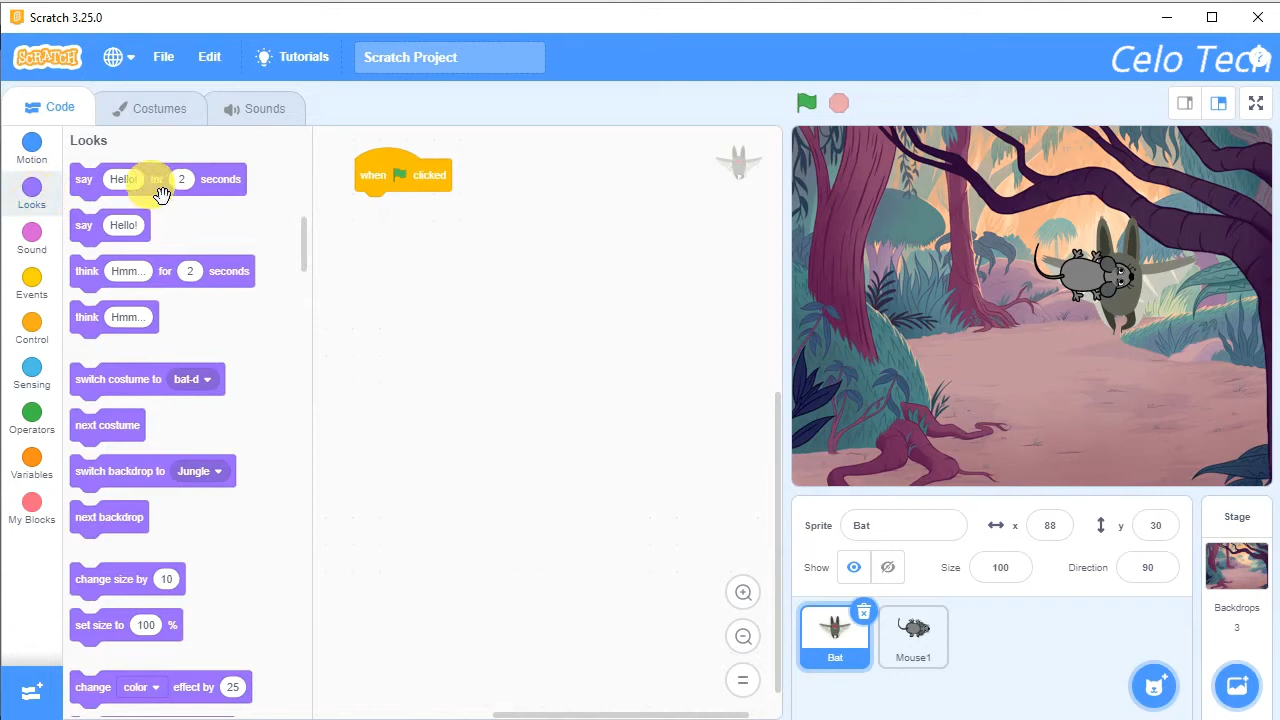 Scratch 3.25.0
SCRATCH
File
Edit
Tutorials
Scratch Project
Celo Tech
Code
Costumes
Sounds
Motion
Looks
Sound
Events
Control
Sensing
Operators
Variables
My Blocks
Looks
say Hello! for 2 seconds
say Hello!
think Hmm... for 2 seconds
think Hmm...
switch costume to bat-d
next costume
switch backdrop to Jungle
next backdrop
change size by 10
set size to 100 %
change color effect by 25
when clicked
Sprite Bat x 88 y 30
Show Size 100 Direction 90
Bat
Mouse1
Stage
Backdrops
3